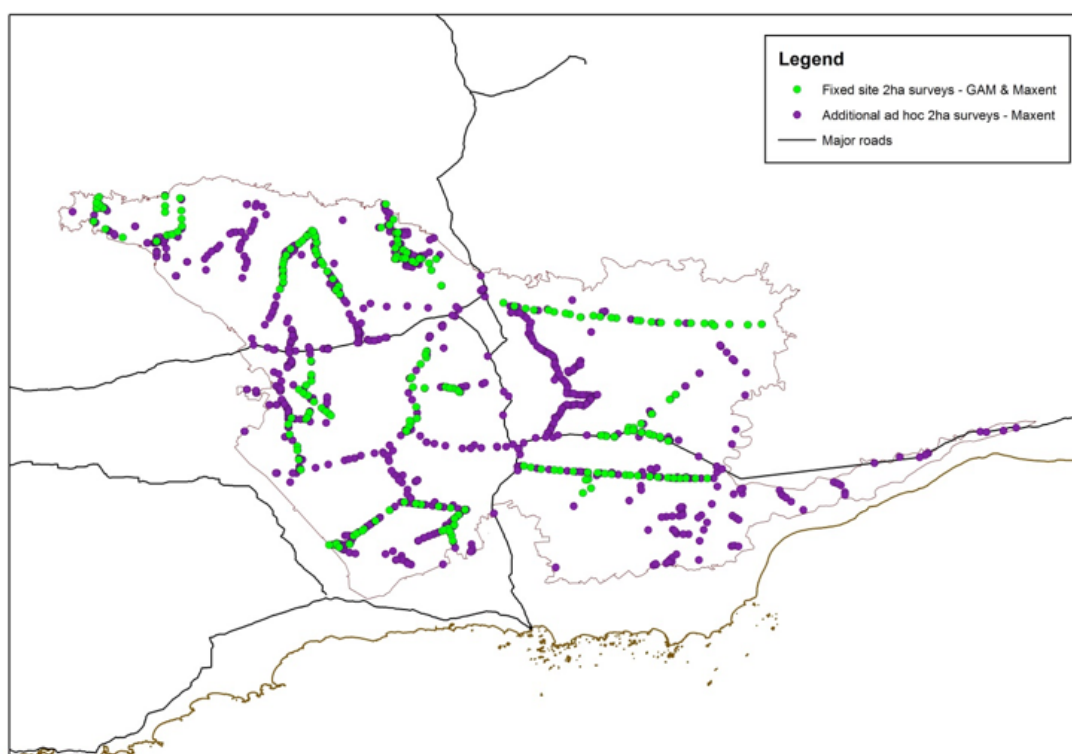 Legend
Fixed site 2ha surveys - GAM & Maxent
Additional ad hoc 2ha surveys - Maxent
Major roads